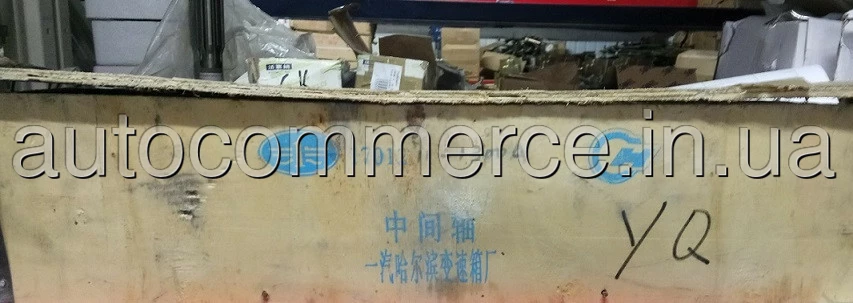 autocommerce.in.ua
中间轴
一汽哈尔滨变速箱厂
YQ